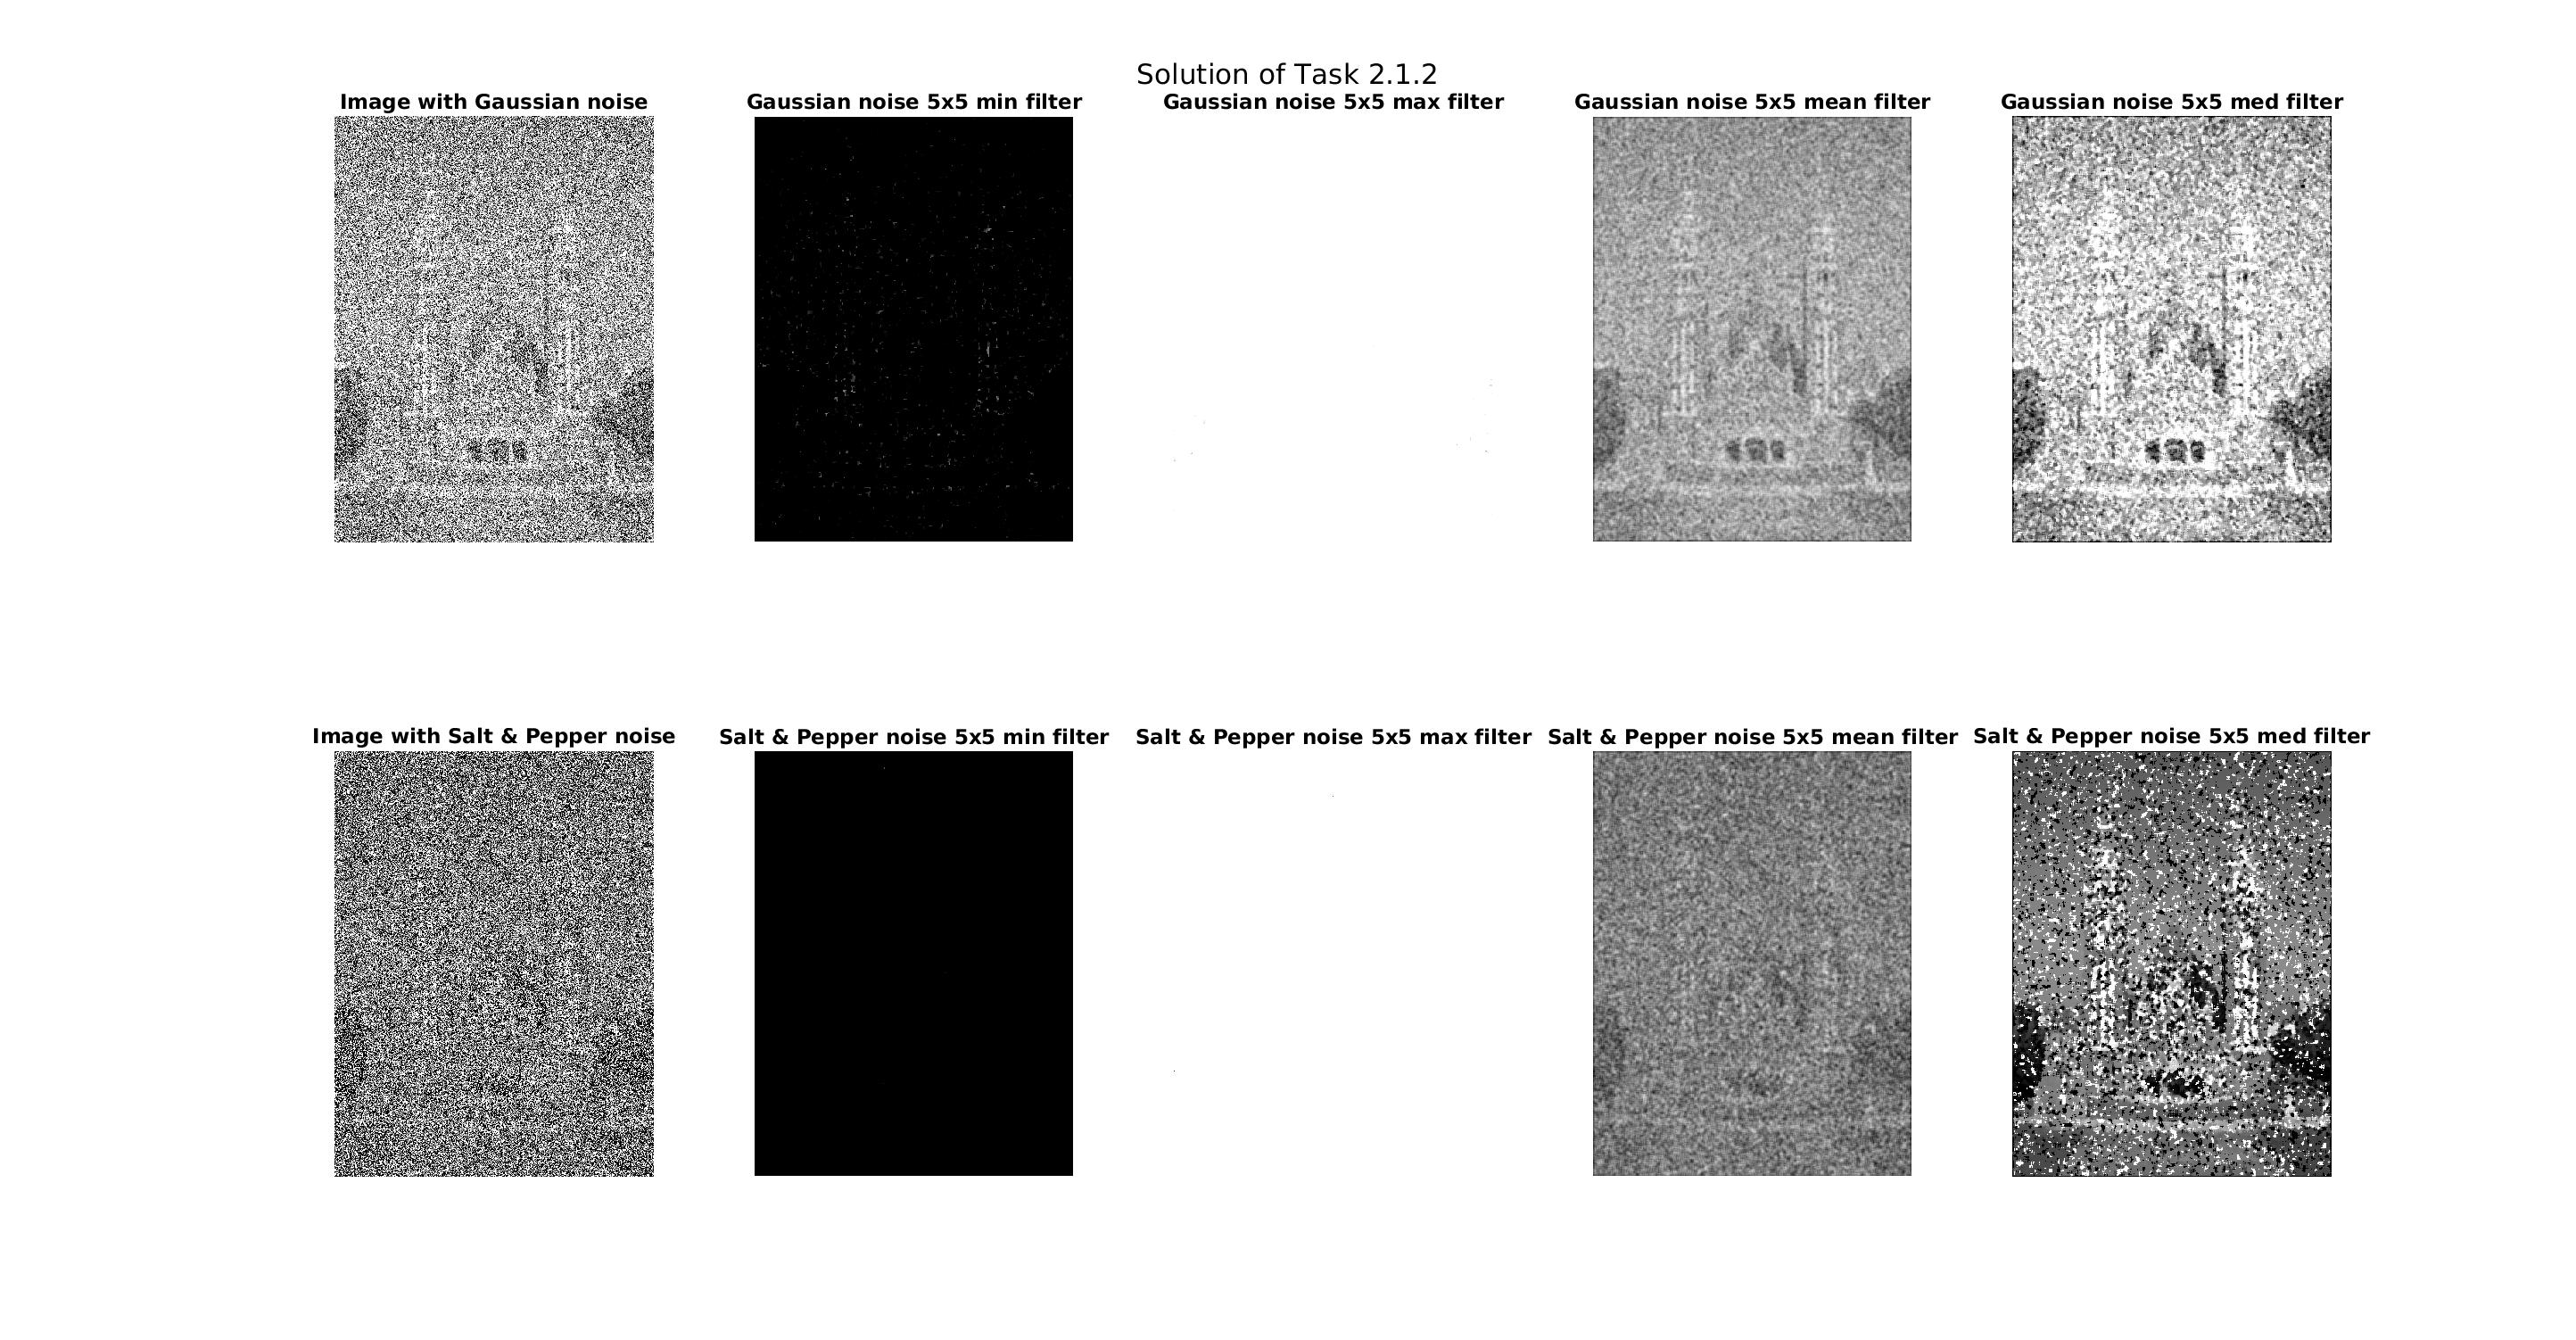 Solution of Task 2.1.2
Image with Gaussian noise
Gaussian noise 5x5 min filter
Gaussian noise 5x5 max filter
Gaussian noise 5x5 mean filter
Gaussian noise 5x5 med filter
Image with Salt & Pepper noise
Salt & Pepper noise 5x5 min filter
Salt & Pepper noise 5x5 max filter
Salt & Pepper noise 5x5 mean filter
Salt & Pepper noise 5x5 med filter